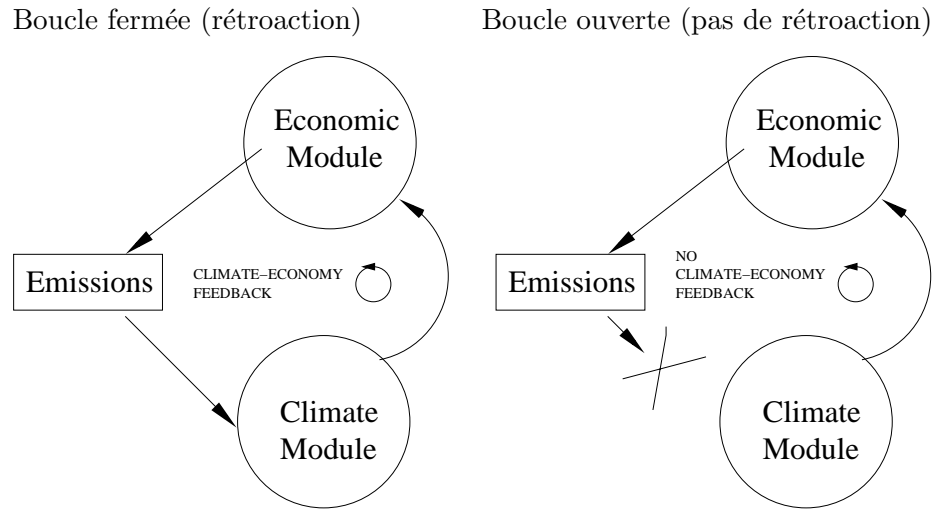 Boucle fermée (rétroaction)
Economic
Module
Emissions
CLIMATE–ECONOMY
FEEDBACK
Climate
Module
Boucle ouverte (pas de rétroaction)
Economic
Module
Emissions
NO
CLIMATE–ECONOMY
FEEDBACK
Climate
Module